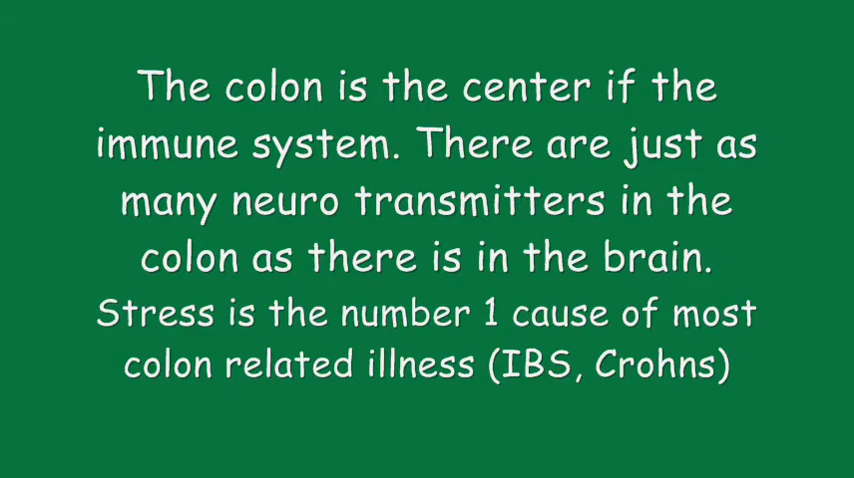 The colon is the center if the
immune system. There are just as
many neuro transmitters in the
colon as there is in the brain.
Stress is the number 1 cause of most
colon related illness (IBS, Crohns)